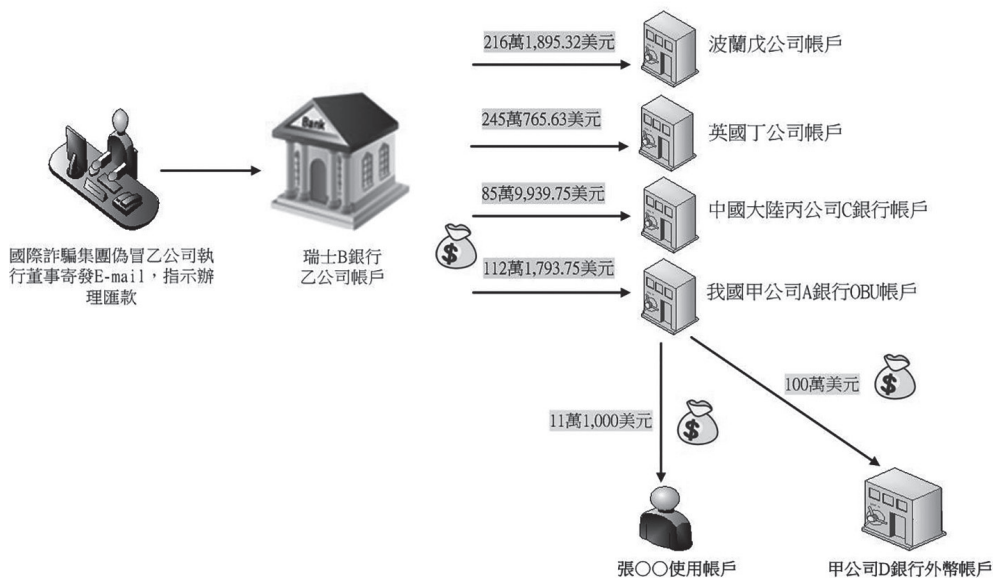 216萬1,895.32美元
波蘭戊公司帳戶
Bank
245萬765.63美元
英國丁公司帳戶
85萬9,939.75美元
中國大陸丙公司C銀行帳戶
國際詐騙集團偽冒乙公司執
行董事寄發E-mail，指示辦
理匯款
瑞士B銀行
乙公司帳戶
$
112萬1,793.75美元
我國甲公司A銀行OBU帳戶
100萬美元
$
11萬1,000美元
$
張○○使用帳戶
甲公司D銀行外幣帳戶